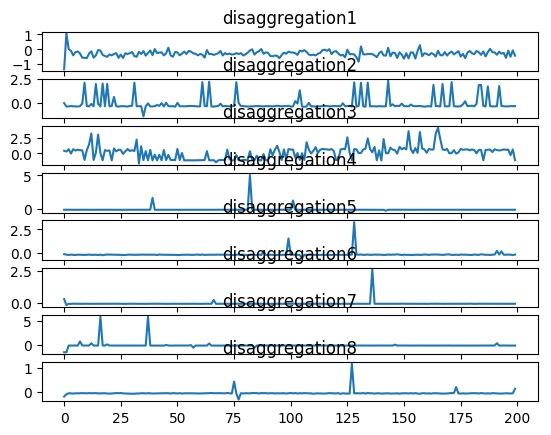 disaggregation1
1
0
−1
disaggregation2
2.5
0.0
disaggregation3
2.5
0.0
disaggregation4
5
0
disaggregation5
2.5
0.0
disaggregation6
2.5
0.0
disaggregation7
5
0
disaggregation8
1
0
0 25 50 75 100 125 150 175 200